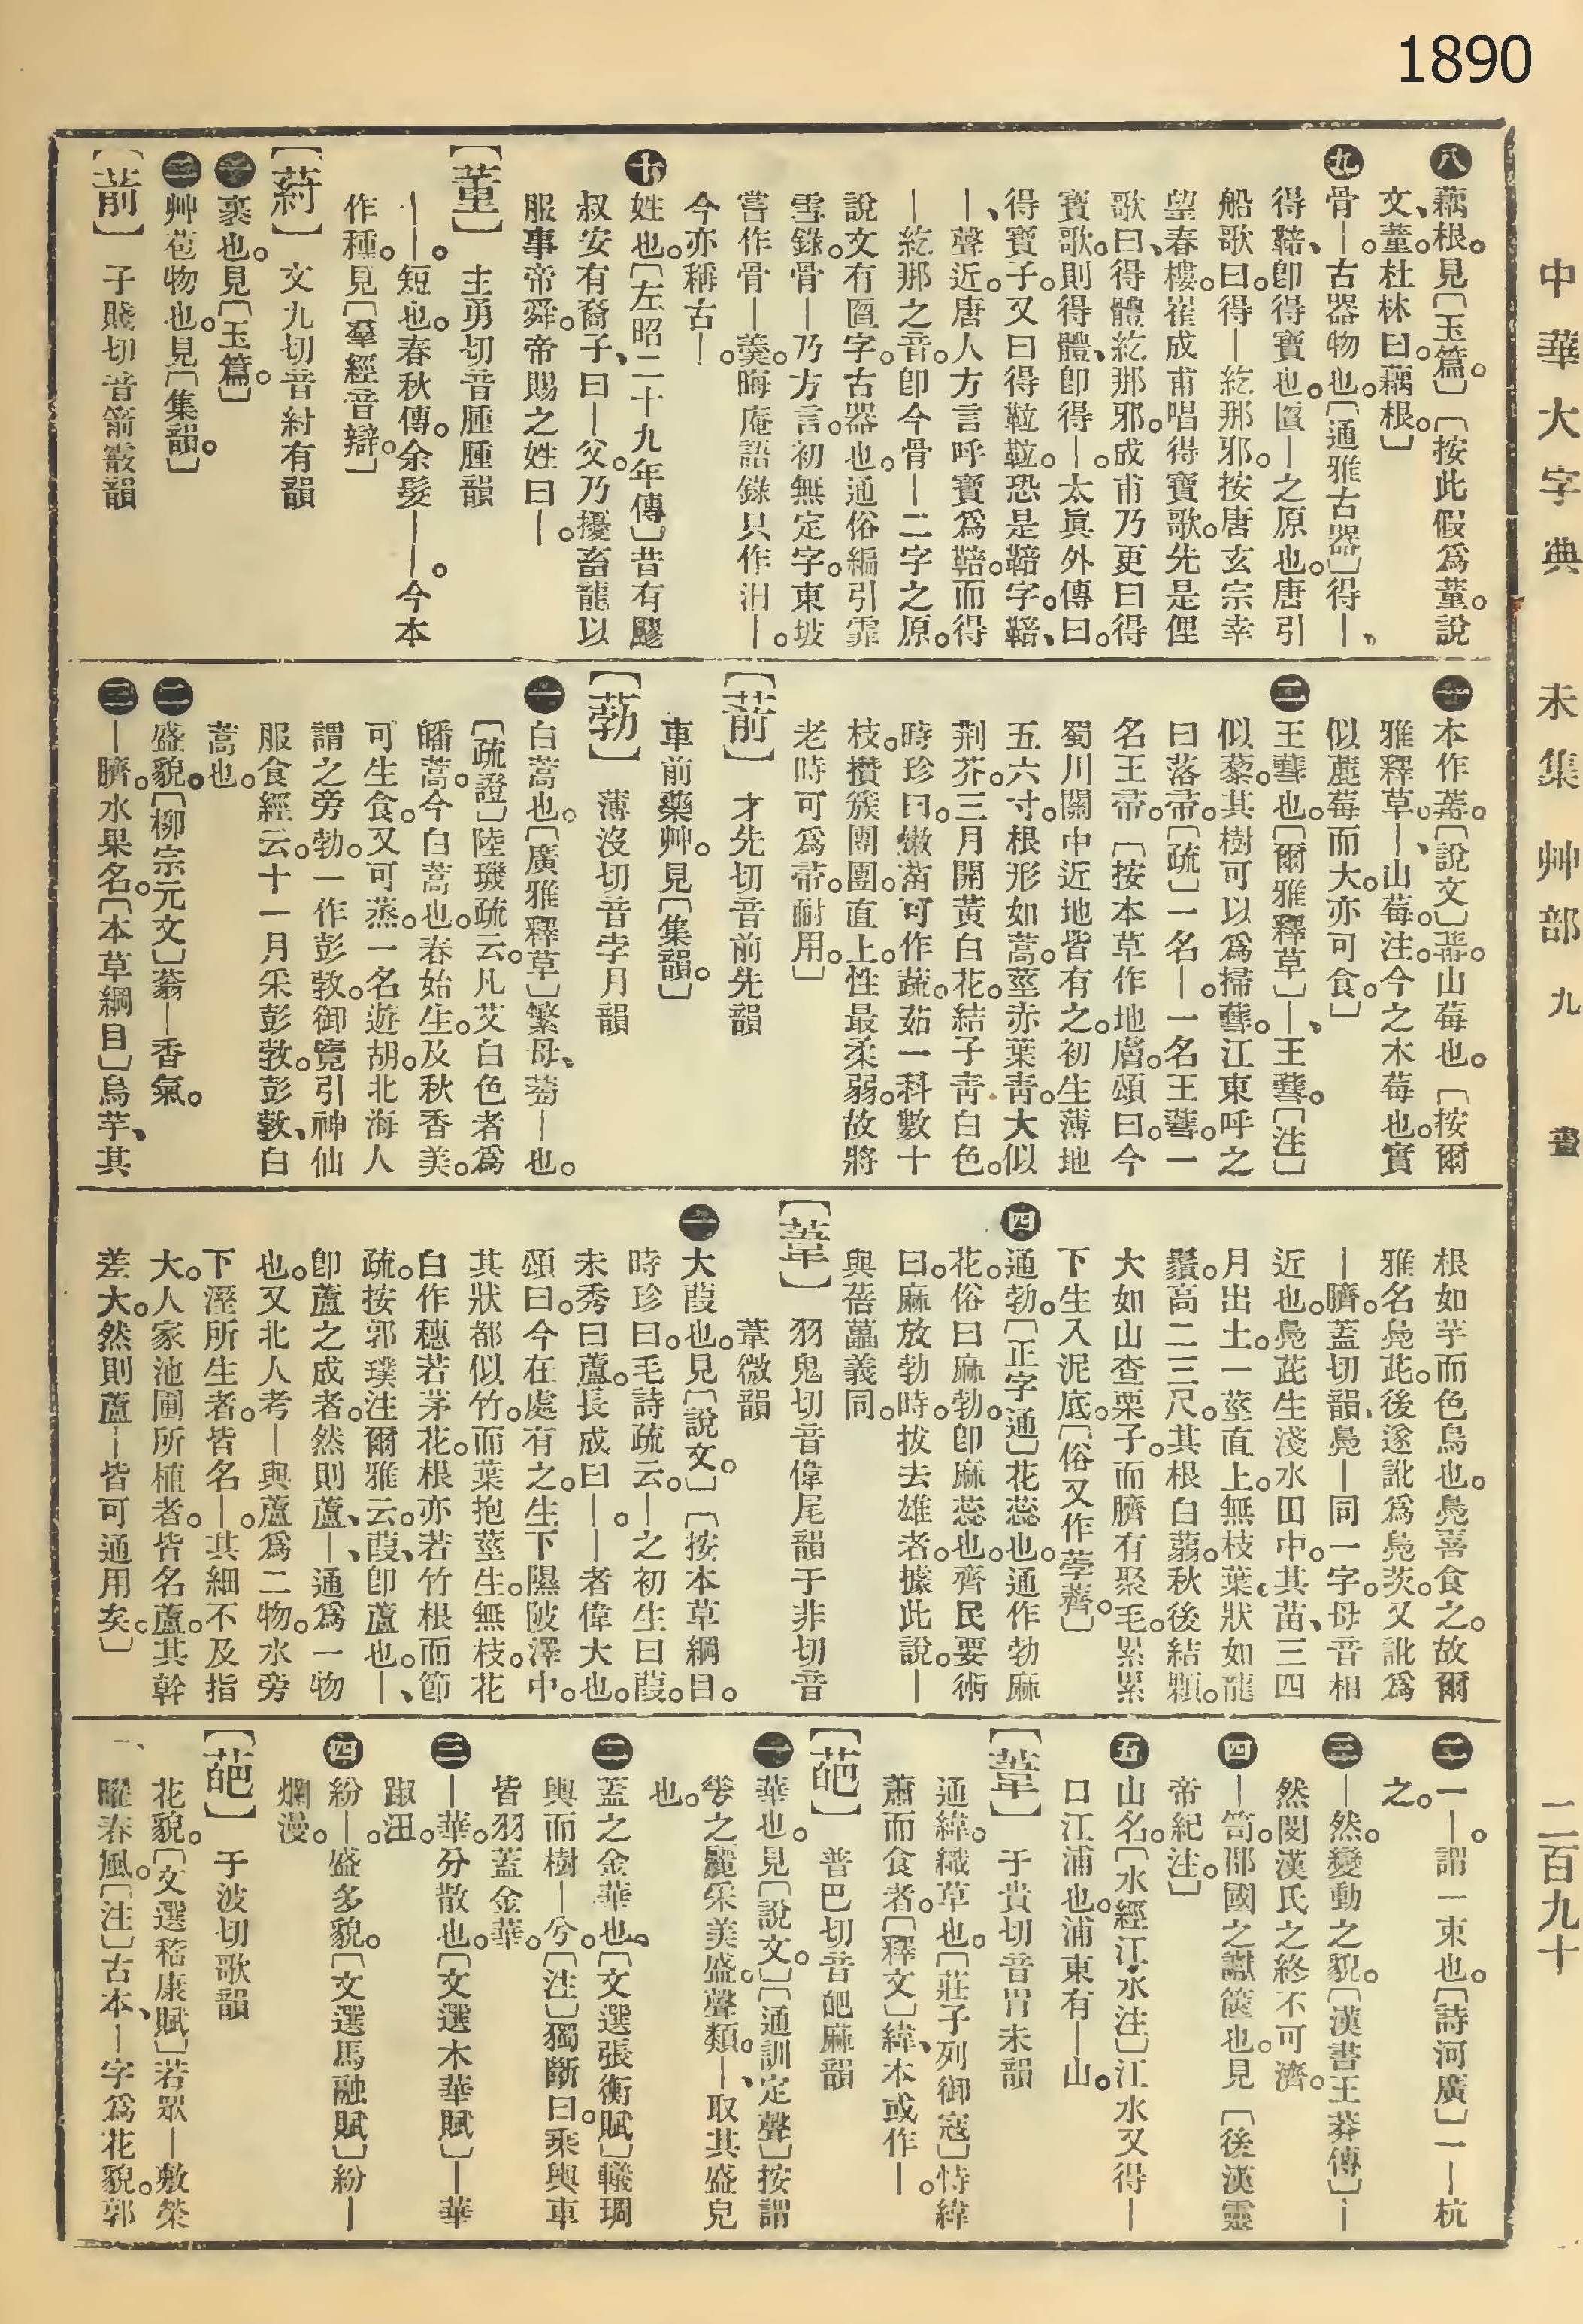 1890
中華大字典 未集 艸部 九畫 二百九十
八 藕根。見〔玉篇。〕〔按此假爲蕫。說
文、蕫。杜林曰。藕根。〕
九 骨—。古器物也。〔通雅古器〕得—、
得䪚、卽得寶也。匫—之原也。唐引
船歌曰。得—紇那邪。按唐玄宗幸
望春樓。崔成甫唱得寶歌。先是俚
歌曰、得體紇那邪。成甫乃更曰得
寶歌。則得體、卽得—。太眞外傳曰。
得寶子。又曰得䩉䩉。恐是䪚字。䪚、
—、聲近。唐人方言呼寶爲䪚。而得
—紇那之音。卽今骨—二字之原。
說文有匫字。古器也。通俗編引霏
雪錄。骨—乃方言。初無定字。東坡
嘗作骨—羹。晦庵語錄只作汨—。
今亦稱古—。
十 姓也。〔左昭二十九年傳〕昔有飂
叔安有裔子、曰—父。乃擾畜龍以
服事帝舜。帝賜之姓曰—。
【蕫】 主勇切音腫腫韻
——。短也。春秋傳。余髮——。今本
作種。見〔羣經音辯。〕
【葤】 文九切音紂有韻
一 裹也。見〔玉篇。〕
二 艸苞物也。見〔集韻。〕
【葥】 子賤切音箭霰韻
一 本作葥。〔說文〕葥。山莓也。〔按爾
雅釋草、—、山莓。注。今之木莓也。實
似藨莓而大。亦可食。〕
二 王蔧也。〔爾雅釋草〕—、王蔧。〔注〕
似藜。其樹可以爲掃蔧。江東呼之
曰落帚。〔疏〕一名—。一名王蔧。一
名王帚。〔按本草作地膚。頌曰。今
蜀川關中近地皆有之。初生薄地
五六寸。根形如蒿。莖赤葉青。大似
荆芥。三月開黃白花。結子靑白色。
時珍曰。嫩苗可作蔬茹。一科數十
枝。攢簇團團。直上。性最柔弱。故將
老時可爲帚。耐用。〕
【葥】 才先切音前先韻
車前藥艸。見〔集韻。〕
【葧】 薄沒切音孛月韻
一 白蒿也。〔廣雅釋草〕繁母、蒡—也。
〔疏證〕陸璣疏云。凡艾白色者爲
皤蒿。今白蒿也。春始生。及秋香美。
可生食。又可蒸。一名遊胡。北海人
謂之旁勃。一作彭敦。御覽引神仙
服食經云。十一月采彭敦。彭敦、白
蒿也。
二 盛貌。〔柳宗元文〕蓊—香氣。
三 —臍。水果名。〔本草綱目〕烏芋、其
根如芋而色烏也。鳧喜食之。故爾
雅名鳧茈。後遂訛爲鳧茨。又訛爲
—臍。蓋切韻鳧—同一字。母音相
近也。鳧茈生淺水田中。其苗、三四
月出土。一莖直上。無枝葉。狀如龍
鬚。高二三尺。其根白蒻。秋後結顆。
大如山查栗子。而臍有聚毛。累累
下生入泥底。〔俗又作荸薺。〕
四 通勃。〔正字通〕花蕊也。通作勃麻
花。俗曰麻勃。卽麻蕊也。齊民要術
曰。麻放勃時。拔去雄者。據此說。—
與蓓蘁義同。
【葦】 羽鬼切音偉尾韻于非切音
葦微韻
一 大葭也。見〔說文。〕〔按本草綱目。
時珍曰。毛詩疏云。—之初生曰葭。
未秀曰蘆。長成曰—。—者偉大也。
頌曰。今在處有之。生下隰陂澤中。
其狀都似竹。而葉抱莖生。無枝。花
白作穗若茅花。根亦若竹根而節
疏。按郭璞注爾雅云。葭、卽蘆也。—、
卽蘆之成者。然則蘆—、通爲一物
也。又北人考—與蘆爲二物。水旁
下溼所生者。皆名—。其細不及指
大。人家池圃所植者。皆名蘆。其幹
差大。然則蘆—皆可通用矣。〕
二 一—。謂一束也。〔詩河廣〕一—杭
之。
三 —然。變動之貌。〔漢書王莽傳〕—
然閔漢氏之終不可濟。
四 —笥。郡國之讞篋也。見〔後漢靈
帝紀注。〕
五 山名。〔水經江水注〕江水又得—
口江浦也。浦東有—山。
【葦】 于貴切音胃未韻
通緯。織草也。〔莊子列御寇〕恃緯
蕭而食者。〔釋文〕緯、本或作—。
【葩】 普巴切音皅麻韻
一 華也。見〔說文。〕〔通訓定聲〕按謂
䔢之麗采美盛。聲類。—、取其盛皃
也。
二 蓋之金華也。〔文選張衡賦〕轙琱
輿而樹—兮。〔注〕獨斷曰。乘輿車
皆羽蓋金華。
三 —華。分散也。〔文選木華賦〕—華
踧沑。
四 紛—。盛多貌。〔文選馬融賦〕紛—
爛漫。
【葩】 于波切歌韻
花貌。〔文選嵇康賦〕若眾—敷榮
曜春風。〔注〕古本、—字爲花貌。郭